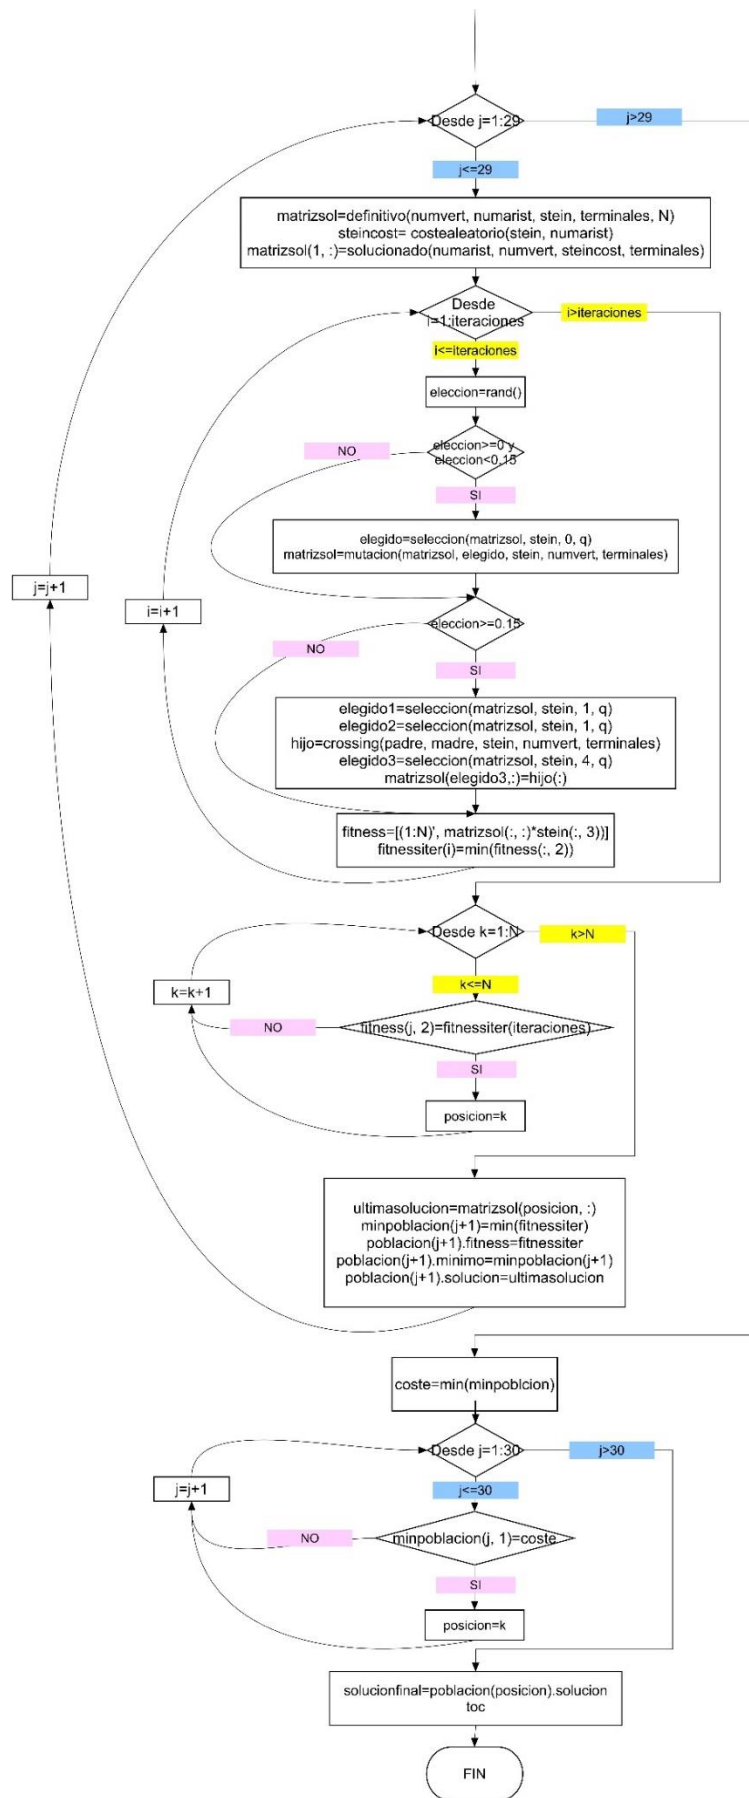 Desde j=1:29
j>29
j<=29
matrizsol=definitivo(numvert, numarist, stein, terminales, N)
steincost= costealeatorio(stein, numarist)
matrizsol(1, :)=solucionado(numarist, numvert, steincost, terminales)
Desde
i=1:iteraciones
i>iteraciones
i<=iteraciones
eleccion=rand()
eleccion>=0 y
eleccion<0.15
NO
SI
elegido=seleccion(matrizsol, stein, 0, q)
matrizsol=mutacion(matrizsol, elegido, stein, numvert, terminales)
j=j+1
i=i+1
eleccion>=0.15
NO
SI
elegido1=seleccion(matrizsol, stein, 1, q)
elegido2=seleccion(matrizsol, stein, 1, q)
hijo=crossing(padre, madre, stein, numvert, terminales)
elegido3=seleccion(matrizsol, stein, 4, q)
matrizsol(elegido3,:)=hijo(:)
fitness=[(1:N)', matrizsol(:, :)*stein(:, 3))]
fitnessiter(i)=min(fitness(:, 2))
Desde k=1:N
k>N
k<=N
k=k+1
fitness(j, 2)=fitnessiter(iteraciones)
NO
SI
posicion=k
ultimasolucion=matrizsol(posicion, :)
minpoblacion(j+1)=min(fitnessiter)
poblacion(j+1).fitness=fitnessiter
poblacion(j+1).minimo=minpoblacion(j+1)
poblacion(j+1).solucion=ultimasolucion
coste=min(minpoblcion)
Desde j=1:30
j>30
j<=30
j=j+1
minpoblacion(j, 1)=coste
NO
SI
posicion=k
solucionfinal=poblacion(posicion).solucion
toc
FIN